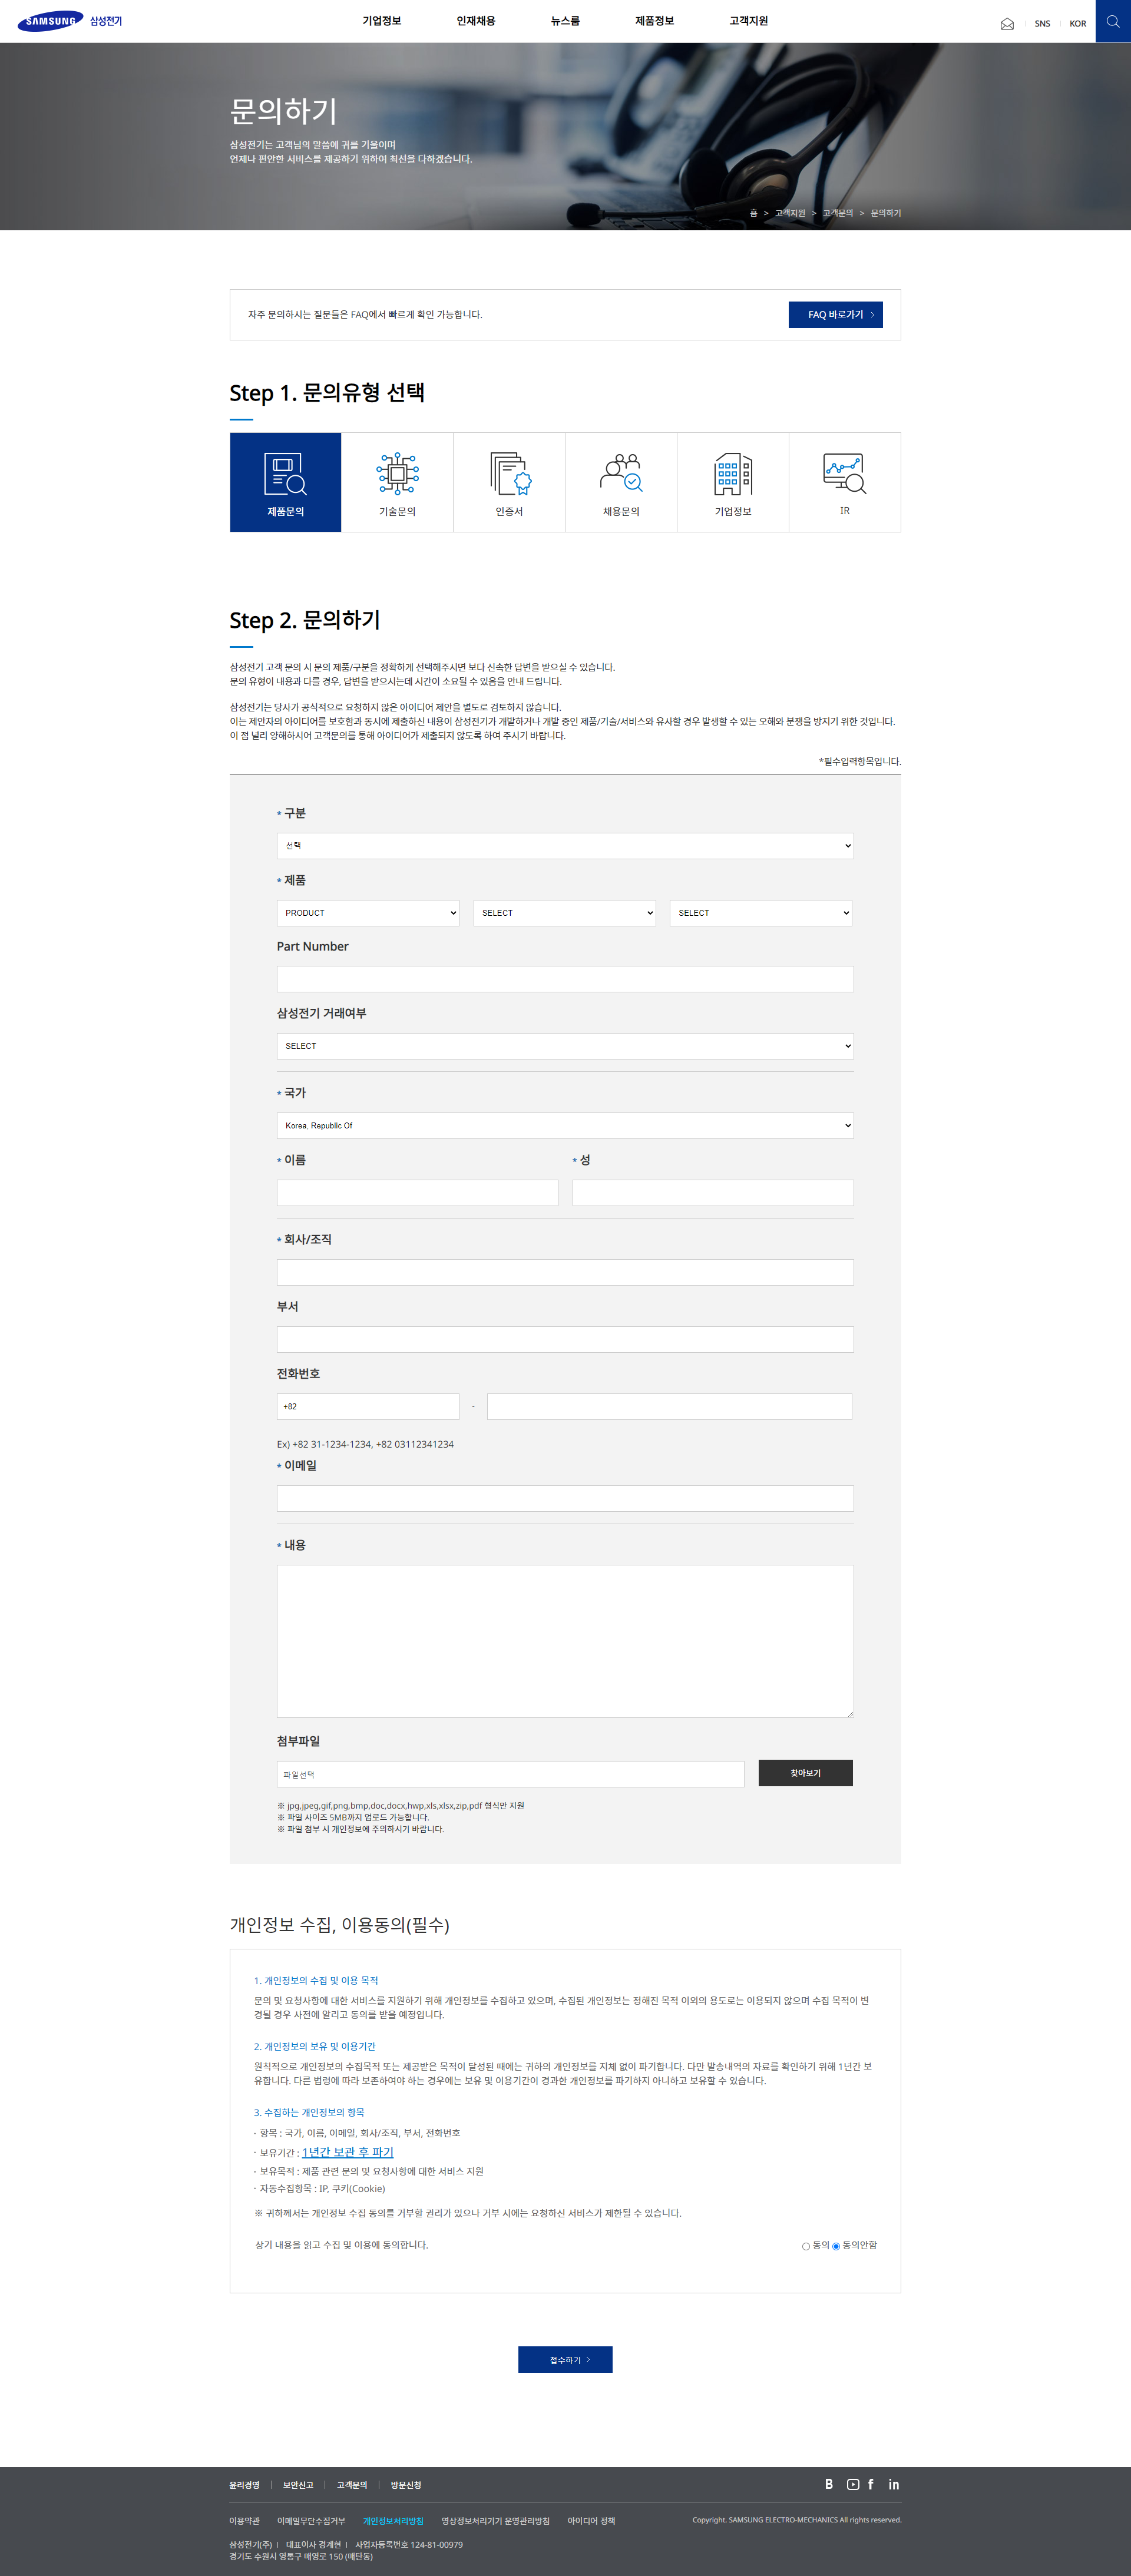 SAMSUNG 삼성전기
기업정보 인재채용 뉴스룸 제품정보 고객지원
SNS KOR
문의하기
삼성전기는 고객님의 말씀에 귀를 기울이며
언제나 편안한 서비스를 제공하기 위하여 최선을 다하겠습니다.
홈 > 고객지원 > 고객문의 > 문의하기
자주 문의하시는 질문들은 FAQ에서 빠르게 확인 가능합니다.
FAQ 바로가기
Step 1. 문의유형 선택
제품문의 기술문의 인증서 채용문의 기업정보 IR
Step 2. 문의하기
삼성전기 고객 문의 시 문의 제품/구분을 정확하게 선택해주시면 보다 신속한 답변을 받으실 수 있습니다.
문의 유형이 내용과 다를 경우, 답변을 받으시는데 시간이 소요될 수 있음을 안내 드립니다.
삼성전기는 당사가 공식적으로 요청하지 않은 아이디어 제안을 별도로 검토하지 않습니다.
이는 제안자의 아이디어를 보호함과 동시에 제출하신 내용이 삼성전기가 개발하거나 개발 중인 제품/기술/서비스와 유사할 경우 발생할 수 있는 오해와 분쟁을 방지기 위한 것입니다.
이 점 널리 양해하시어 고객문의를 통해 아이디어가 제출되지 않도록 하여 주시기 바랍니다.
*필수입력항목입니다.
* 구분
선택
* 제품
PRODUCT SELECT SELECT
Part Number
삼성전기 거래여부
SELECT
* 국가
Korea, Republic Of
* 이름 * 성
* 회사/조직
부서
전화번호
+82 -
Ex) +82 31-1234-1234, +82 03112341234
* 이메일
* 내용
첨부파일
파일선택 찾아보기
※ jpg,jpeg,gif,png,bmp,doc,docx,hwp,xls,xlsx,zip,pdf 형식만 지원
※ 파일 사이즈 5MB까지 업로드 가능합니다.
※ 파일 첨부 시 개인정보에 주의하시기 바랍니다.
개인정보 수집, 이용동의(필수)
1. 개인정보의 수집 및 이용 목적
문의 및 요청사항에 대한 서비스를 지원하기 위해 개인정보를 수집하고 있으며, 수집된 개인정보는 정해진 목적 이외의 용도로는 이용되지 않으며 수집 목적이 변
경될 경우 사전에 알리고 동의를 받을 예정입니다.
2. 개인정보의 보유 및 이용기간
원칙적으로 개인정보의 수집목적 또는 제공받은 목적이 달성된 때에는 귀하의 개인정보를 지체 없이 파기합니다. 다만 발송내역의 자료를 확인하기 위해 1년간 보
유합니다. 다른 법령에 따라 보존하여야 하는 경우에는 보유 및 이용기간이 경과한 개인정보를 파기하지 아니하고 보유할 수 있습니다.
3. 수집하는 개인정보의 항목
· 항목 : 국가, 이름, 이메일, 회사/조직, 부서, 전화번호
· 보유기간 : 1년간 보관 후 파기
· 보유목적 : 제품 관련 문의 및 요청사항에 대한 서비스 지원
· 자동수집항목 : IP, 쿠키(Cookie)
※ 귀하께서는 개인정보 수집 동의를 거부할 권리가 있으나 거부 시에는 요청하신 서비스가 제한될 수 있습니다.
상기 내용을 읽고 수집 및 이용에 동의합니다. 동의 동의안함
접수하기
윤리경영 보안신고 고객문의 방문신청
이용약관 이메일무단수집거부 개인정보처리방침 영상정보처리기기 운영관리방침 아이디어 정책
Copyright. SAMSUNG ELECTRO-MECHANICS All rights reserved.
삼성전기(주) 대표이사 경계현 사업자등록번호 124-81-00979
경기도 수원시 영통구 매영로 150 (매탄동)